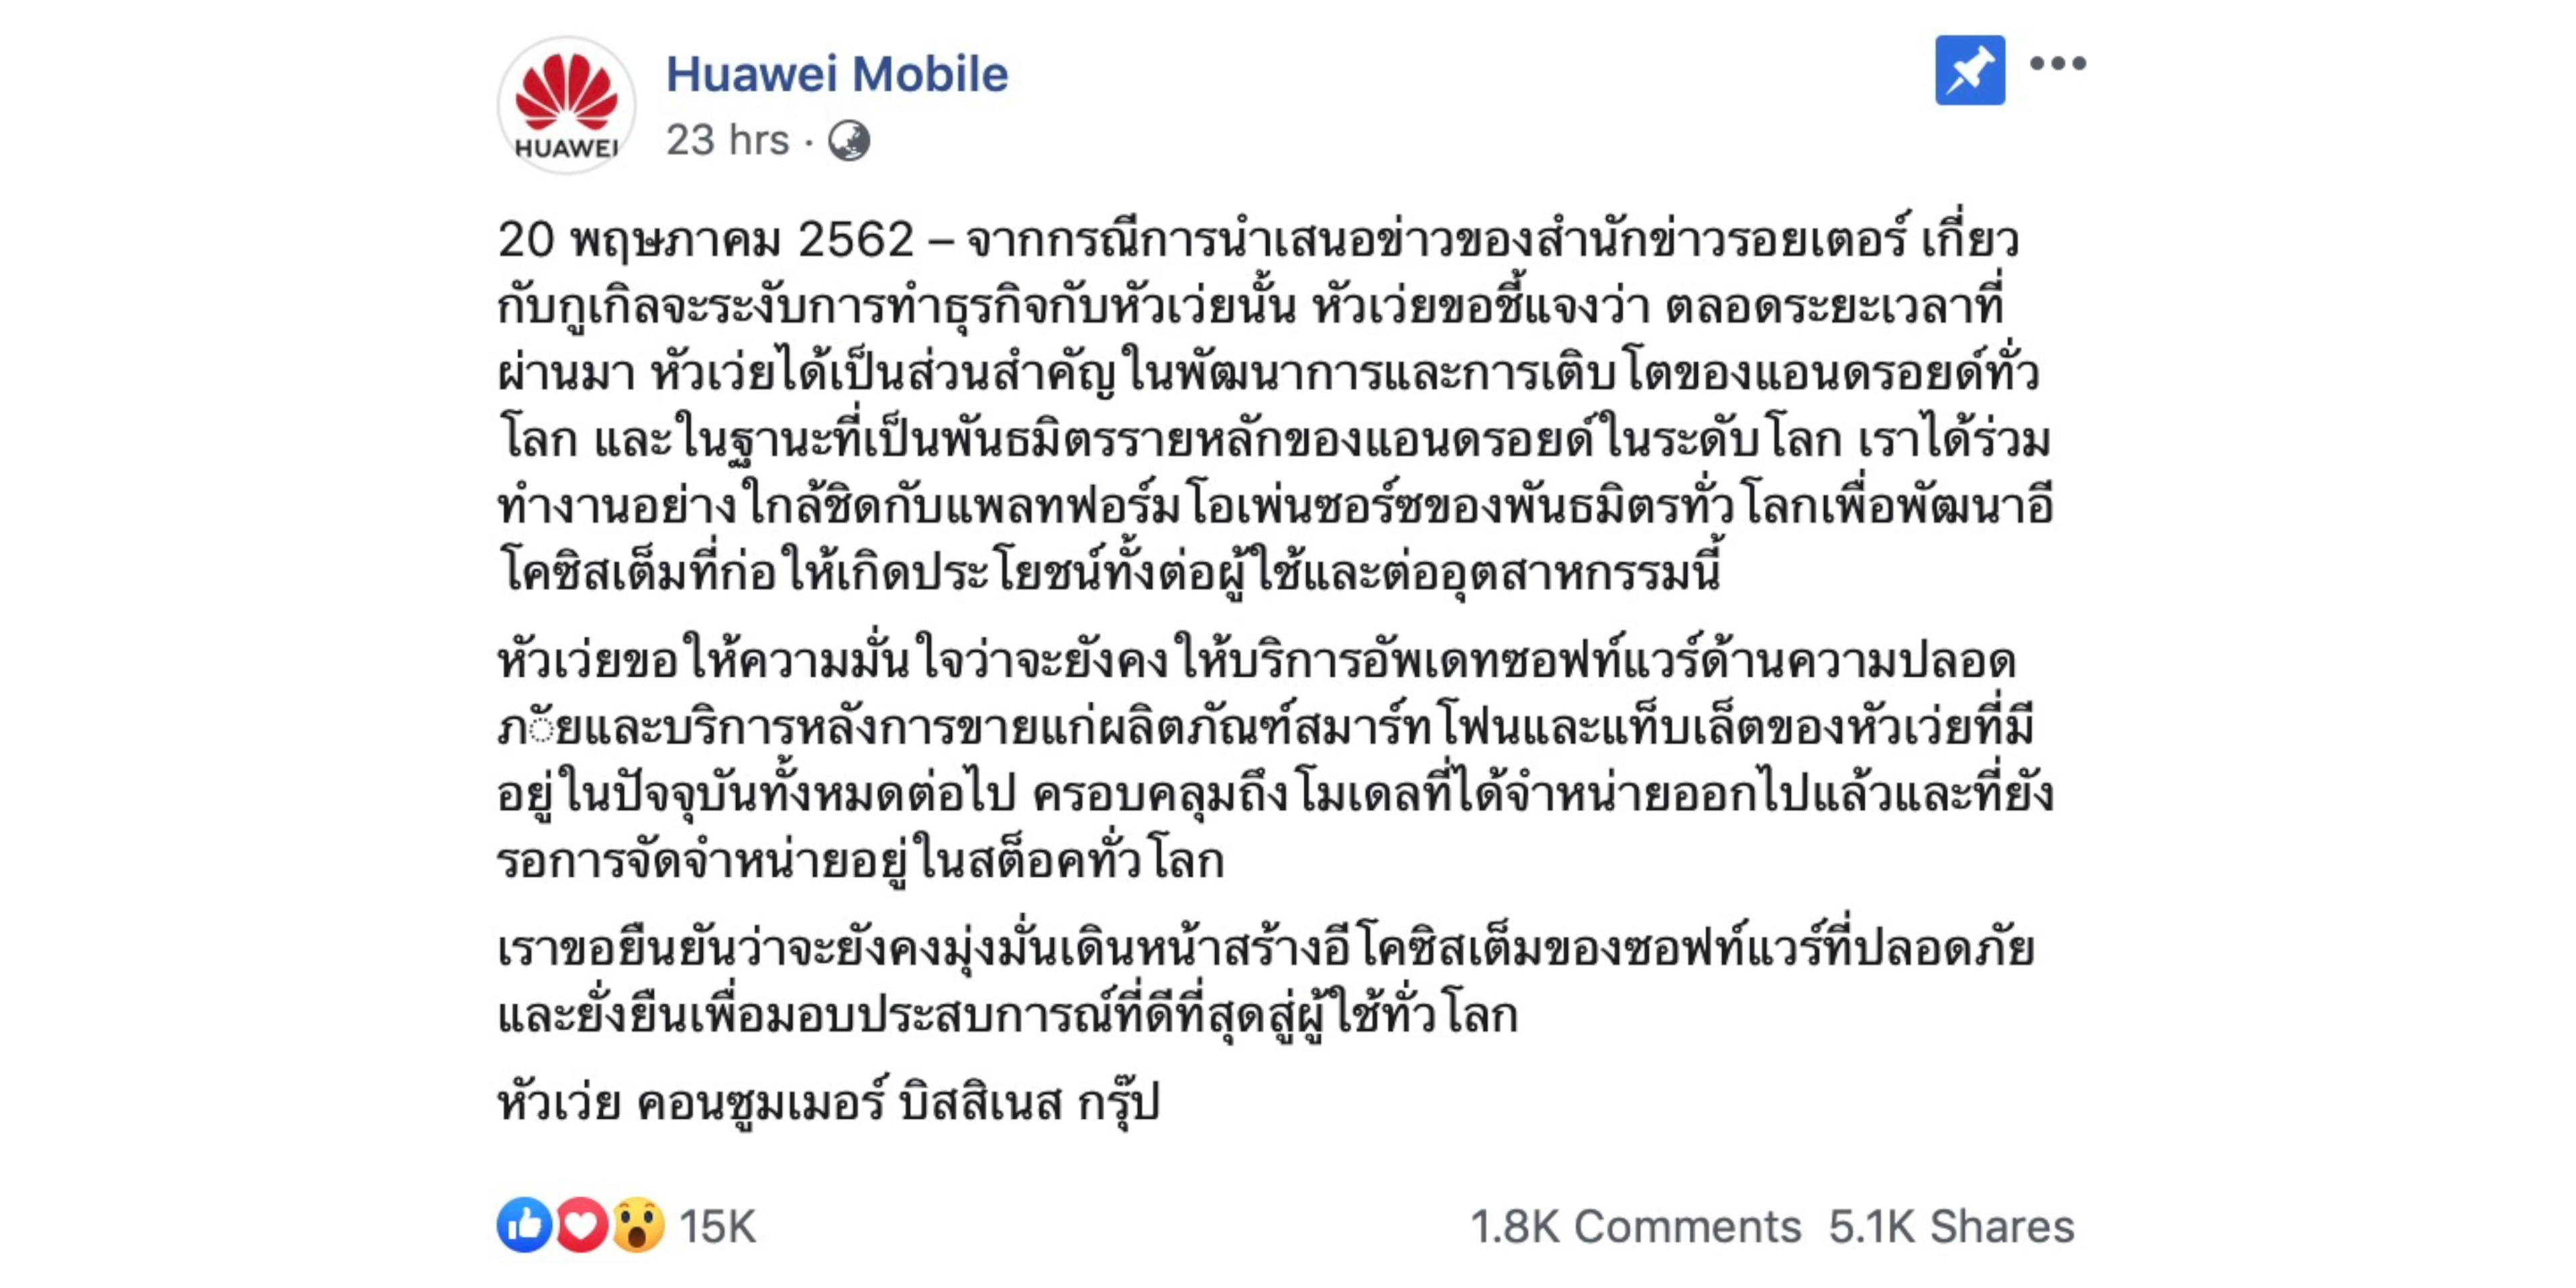 Huawei Mobile
23 hrs ·
HUAWEI
20 พฤษภาคม 2562 – จากกรณีการนำเสนอข่าวของสำนักข่าวรอยเตอร์ เกี่ยว
กับกูเกิลจะระงับการทำธุรกิจกับหัวเว่ยนั้น หัวเว่ยขอชี้แจงว่า ตลอดระยะเวลาที่
ผ่านมา หัวเว่ยได้เป็นส่วนสำคัญในพัฒนาการและการเติบโตของแอนดรอยด์ทั่ว
โลก และในฐานะที่เป็นพันธมิตรรายหลักของแอนดรอยด์ในระดับโลก เราได้ร่วม
ทำงานอย่างใกล้ชิดกับแพลทฟอร์มโอเพ่นซอร์ซของพันธมิตรทั่วโลกเพื่อพัฒนาอี
โคซิสเต็มที่ก่อให้เกิดประโยชน์ทั้งต่อผู้ใช้และต่ออุตสาหกรรมนี้
หัวเว่ยขอให้ความมั่นใจว่าจะยังคงให้บริการอัพเดทซอฟท์แวร์ด้านความปลอด
ภัยและบริการหลังการขายแก่ผลิตภัณฑ์สมาร์ทโฟนและแท็บเล็ตของหัวเว่ยที่มี
อยู่ในปัจจุบันทั้งหมดต่อไป ครอบคลุมถึงโมเดลที่ได้จำหน่ายออกไปแล้วและที่ยัง
รอการจัดจำหน่ายอยู่ในสต็อคทั่วโลก
เราขอยืนยันว่าจะยังคงมุ่งมั่นเดินหน้าสร้างอีโคซิสเต็มของซอฟท์แวร์ที่ปลอดภัย
และยั่งยืนเพื่อมอบประสบการณ์ที่ดีที่สุดสู่ผู้ใช้ทั่วโลก
หัวเว่ย คอนซูมเมอร์ บิสสิเนส กรุ๊ป
15K 1.8K Comments 5.1K Shares